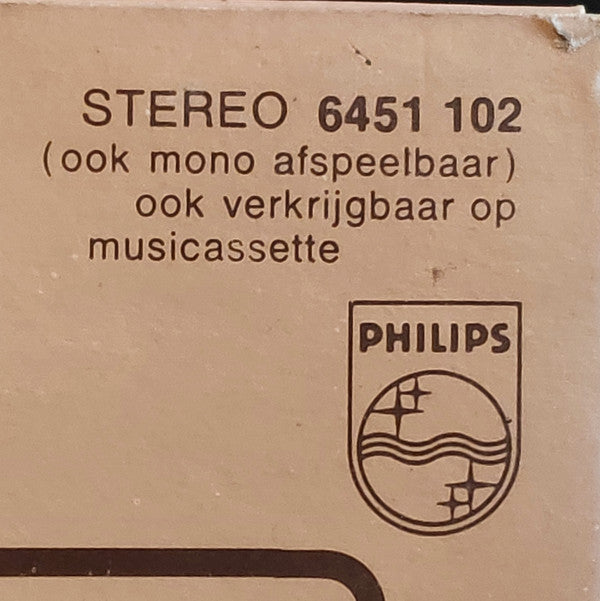 STEREO 6451 102
(ook mono afspeelbaar)
ook verkrijgbaar op
musicassette
PHILIPS